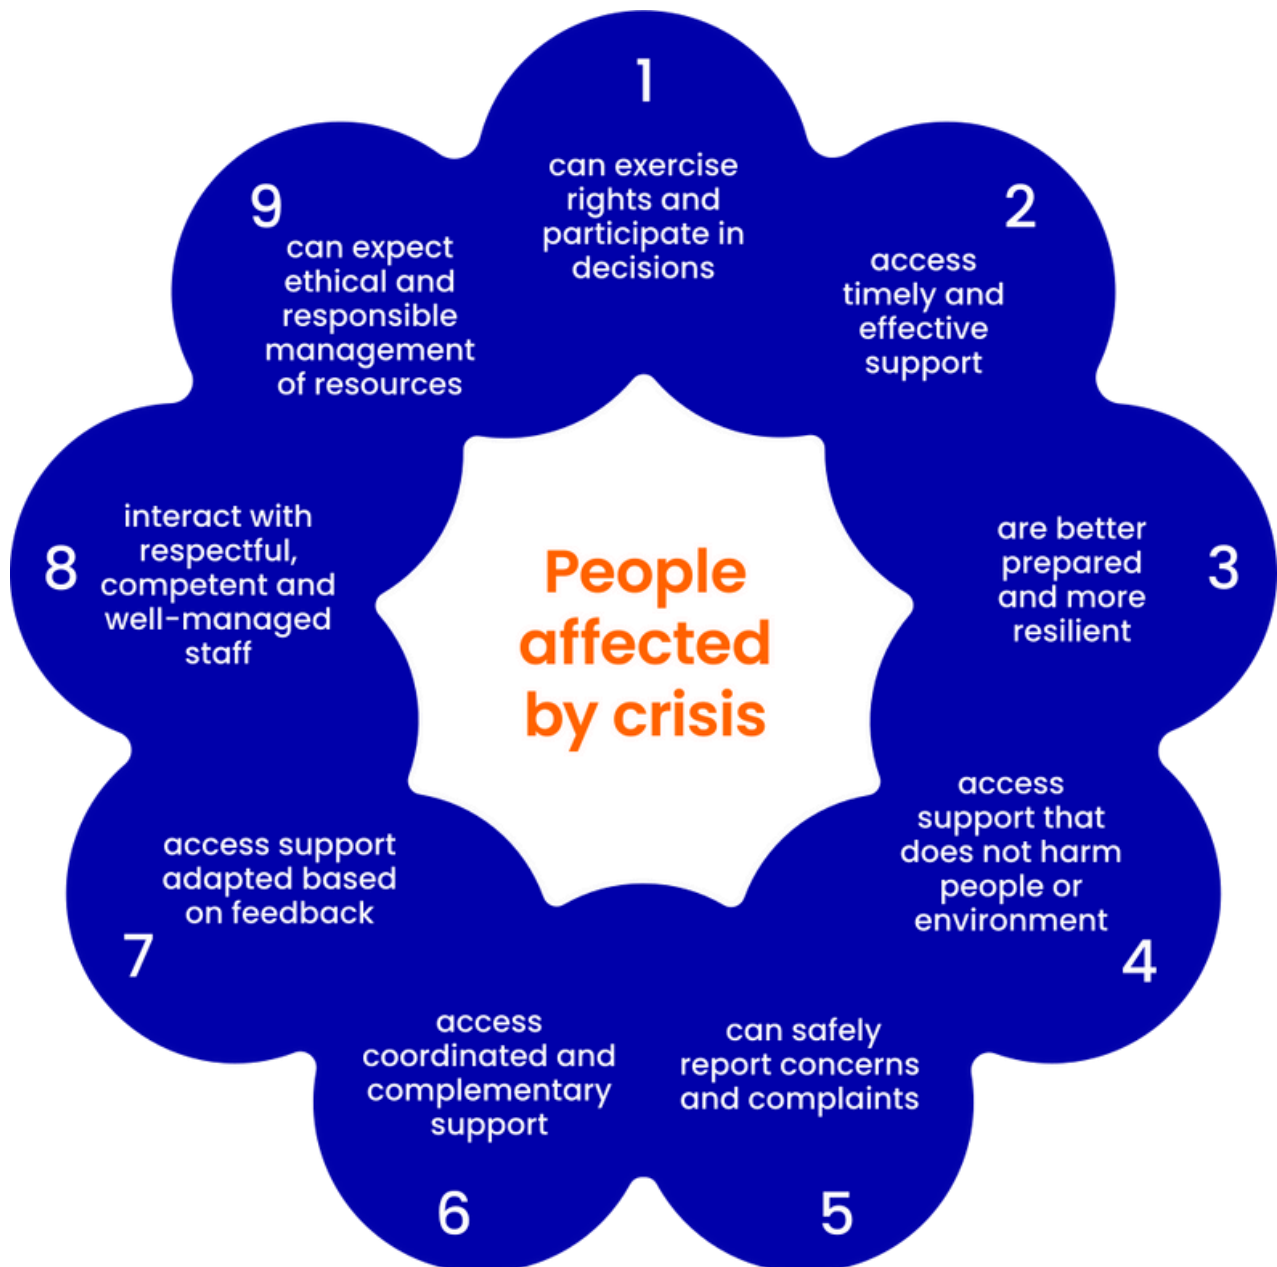 1
can exercise
rights and
participate in
decisions
2
access
timely and
effective
support
3
are better
prepared
and more
resilient
4
access
support that
does not harm
people or
environment
5
can safely
report concerns
and complaints
6
access
coordinated and
complementary
support
7
access support
adapted based
on feedback
8
interact with
respectful,
competent and
well-managed
staff
9
can expect
ethical and
responsible
management
of resources
People
affected
by crisis